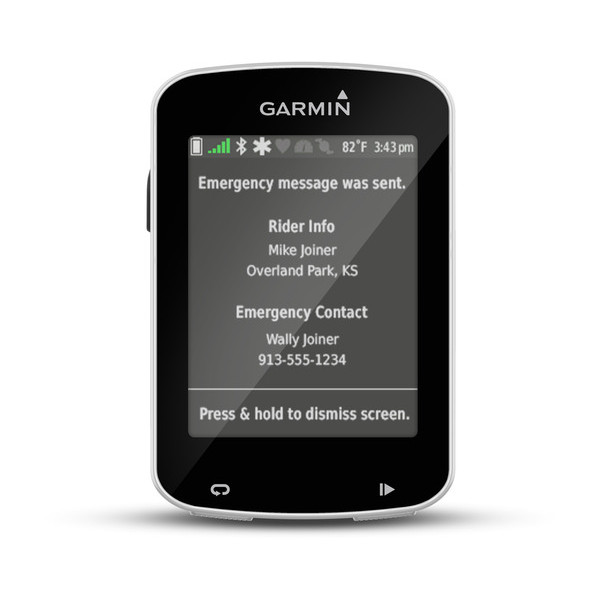 GARMIN
82°F 3:43 pm
Emergency message was sent.
Rider Info
Mike Joiner
Overland Park, KS
Emergency Contact
Wally Joiner
913-555-1234
Press & hold to dismiss screen.